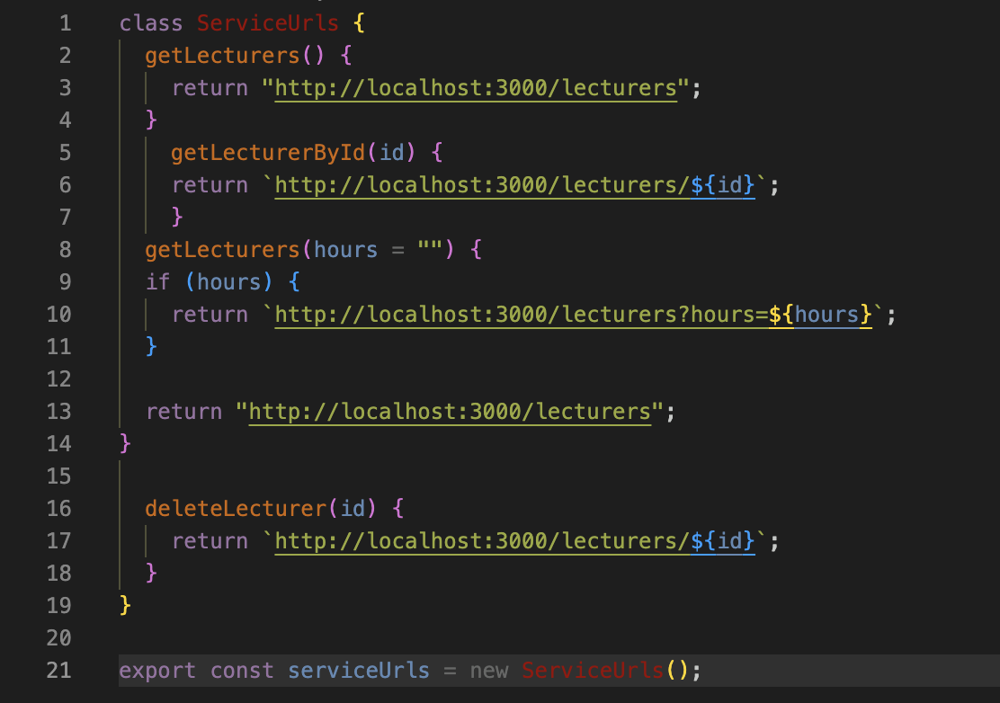 1 class ServiceUrls {
2 getLecturers() {
3 return "http://localhost:3000/lecturers";
4 }
5 getLecturerById(id) {
6 return `http://localhost:3000/lecturers/${id}`;
7 }
8 getLecturers(hours = "") {
9 if (hours) {
10 return `http://localhost:3000/lecturers?hours=${hours}`;
11 }
12
13 return "http://localhost:3000/lecturers";
14 }
15
16 deleteLecturer(id) {
17 return `http://localhost:3000/lecturers/${id}`;
18 }
19 }
20
21 export const serviceUrls = new ServiceUrls();